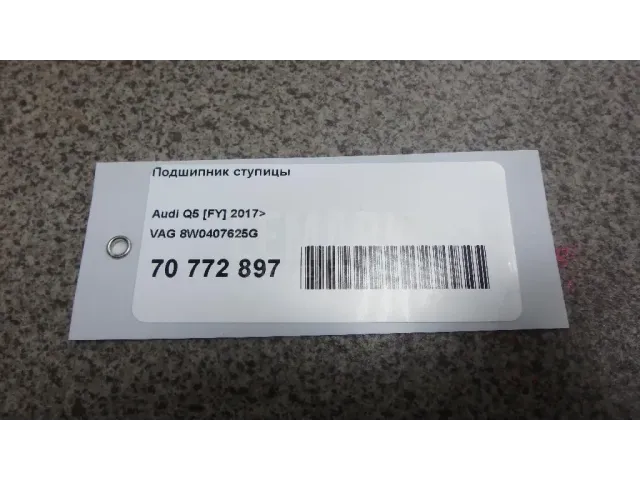 Подшипник ступицы
Audi Q5 [FY] 2017>
VAG 8W0407625G
70 772 897